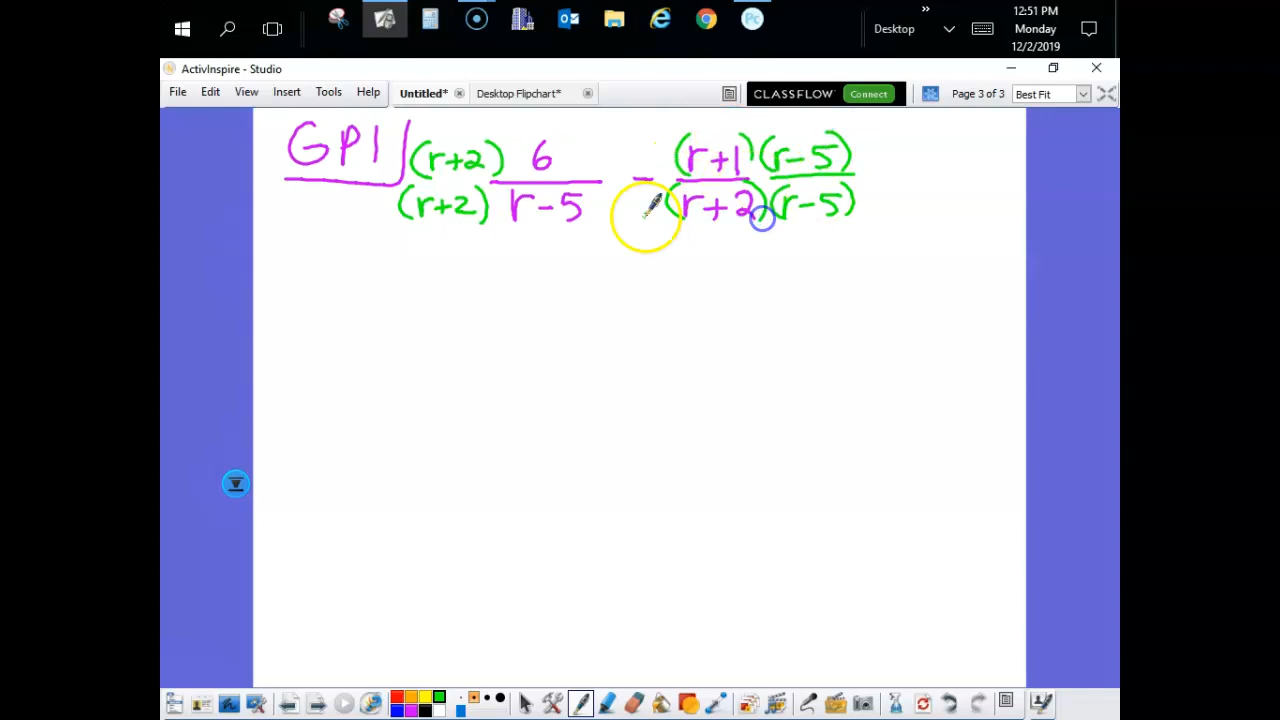 12:51 PM
Desktop
Monday
12/2/2019
ActivInspire - Studio
File Edit View Insert Tools Help Untitled* Desktop Flipchart* CLASSFLOW Connect Page 3 of 3 Best Fit
GP1 (r+2) 6 - (r+1)(r-5)
(r+2) r-5 (r+2)(r-5)